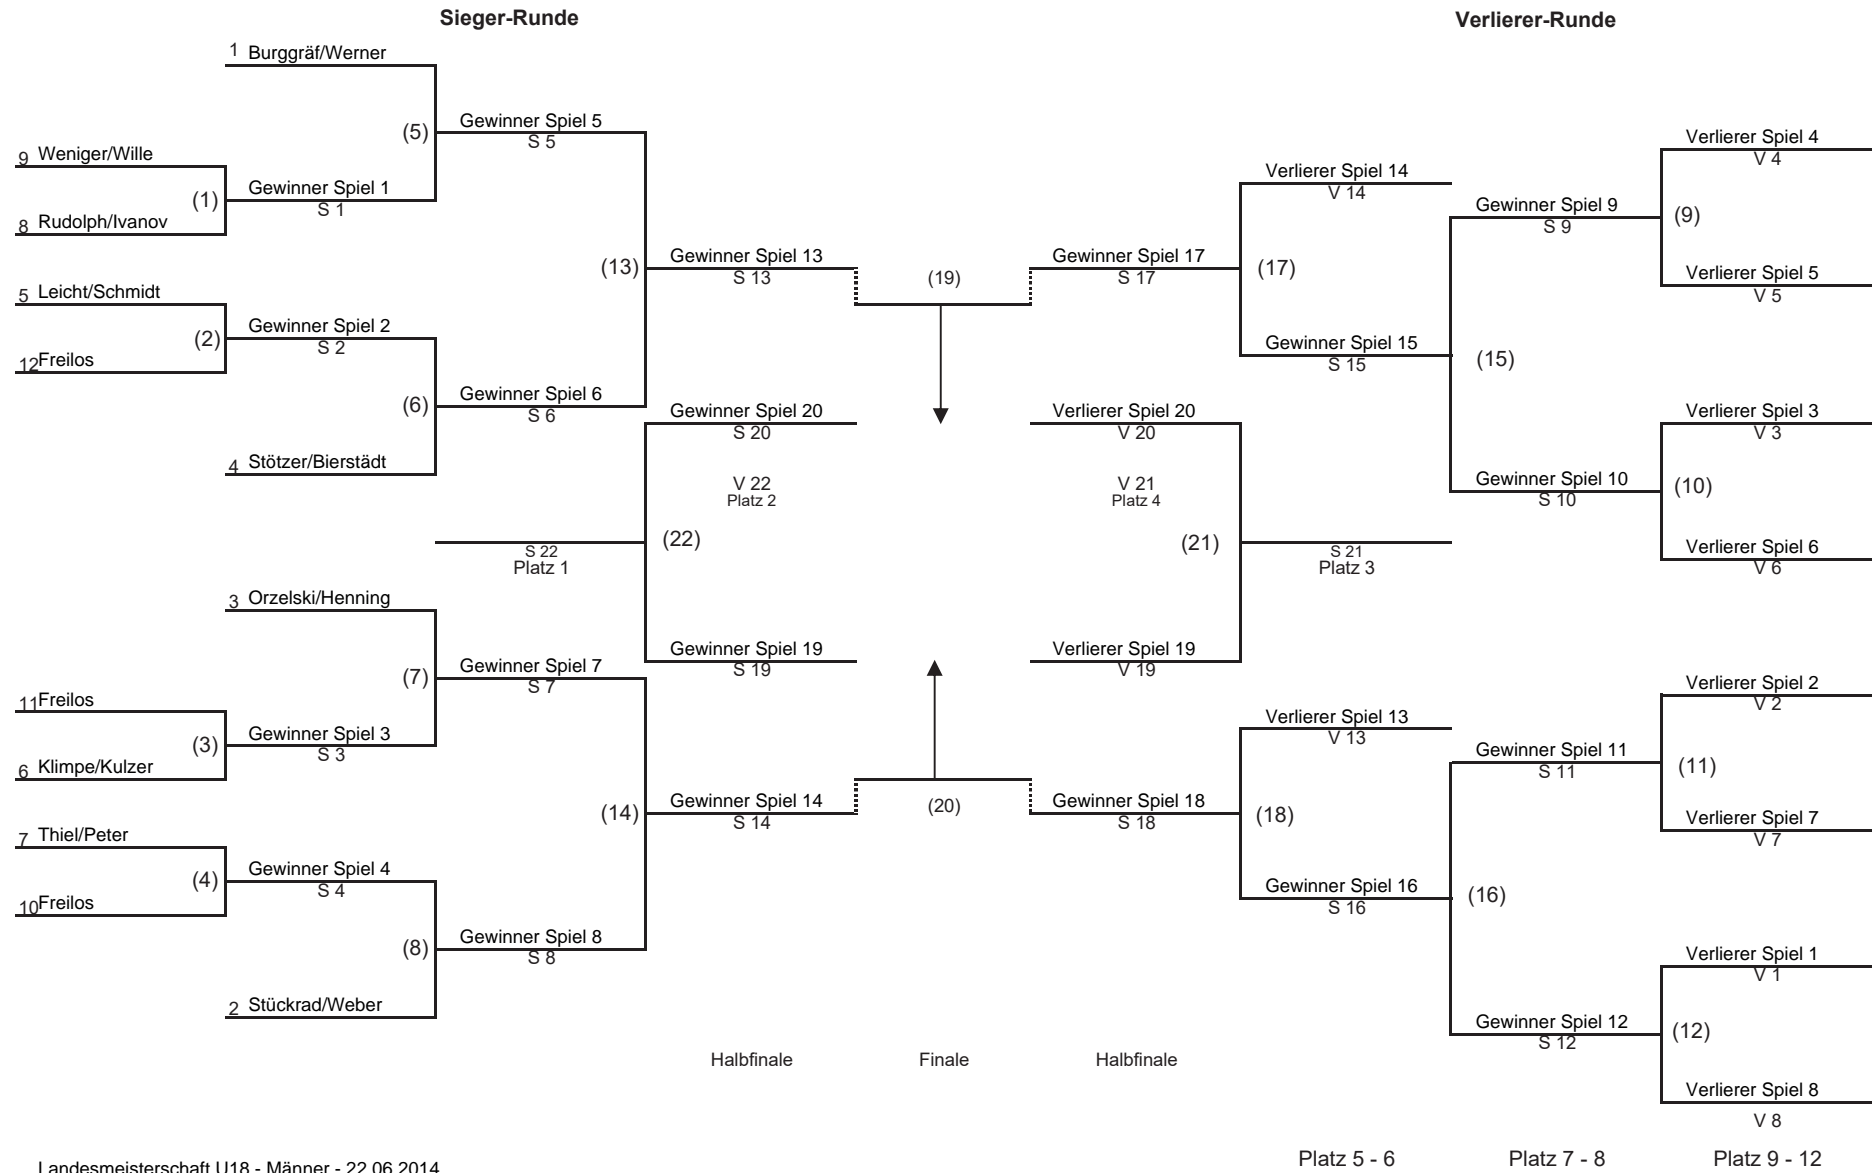 Sieger-Runde
Verlierer-Runde
1 Burggräf/Werner
(5)
Gewinner Spiel 5
S 5
9 Weniger/Wille
(1)
Gewinner Spiel 1
S 1
8 Rudolph/Ivanov
(13)
Gewinner Spiel 13
S 13
5 Leicht/Schmidt
(2)
Gewinner Spiel 2
S 2
12 Freilos
(6)
Gewinner Spiel 6
S 6
4 Stötzer/Bierstädt
Gewinner Spiel 20
S 20
V 22
Platz 2
(22)
S 22
Platz 1
3 Orzelski/Henning
(7)
Gewinner Spiel 7
S 7
Gewinner Spiel 19
S 19
11 Freilos
(3)
Gewinner Spiel 3
S 3
6 Klimpe/Kulzer
(14)
Gewinner Spiel 14
S 14
7 Thiel/Peter
(4)
Gewinner Spiel 4
S 4
10 Freilos
(8)
Gewinner Spiel 8
S 8
2 Stückrad/Weber
(19)
(20)
Gewinner Spiel 17
S 17
(17)
Verlierer Spiel 14
V 14
Gewinner Spiel 15
S 15
(15)
Gewinner Spiel 9
S 9
(9)
Verlierer Spiel 4
V 4
Verlierer Spiel 5
V 5
Verlierer Spiel 20
V 20
V 21
Platz 4
(21)
S 21
Platz 3
Gewinner Spiel 10
S 10
(10)
Verlierer Spiel 3
V 3
Verlierer Spiel 6
V 6
Verlierer Spiel 19
V 19
Verlierer Spiel 13
V 13
Gewinner Spiel 18
S 18
(18)
Gewinner Spiel 16
S 16
(16)
Gewinner Spiel 11
S 11
(11)
Verlierer Spiel 2
V 2
Verlierer Spiel 7
V 7
Gewinner Spiel 12
S 12
(12)
Verlierer Spiel 1
V 1
Verlierer Spiel 8
V 8
Halbfinale
Finale
Halbfinale
Platz 5 - 6
Platz 7 - 8
Platz 9 - 12
Landesmeisterschaft U18 - Männer - 22.06.2014